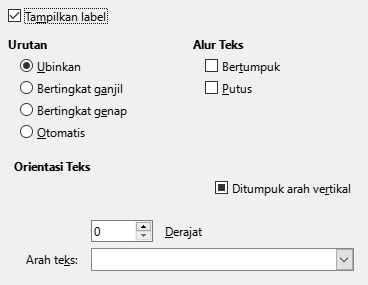 Tampilkan label
Urutan
Ubinkan
Bertingkat ganjil
Bertingkat genap
Otomatis
Alur Teks
Bertumpuk
Putus
Orientasi Teks
Ditumpuk arah vertikal
0 Derajat
Arah teks: